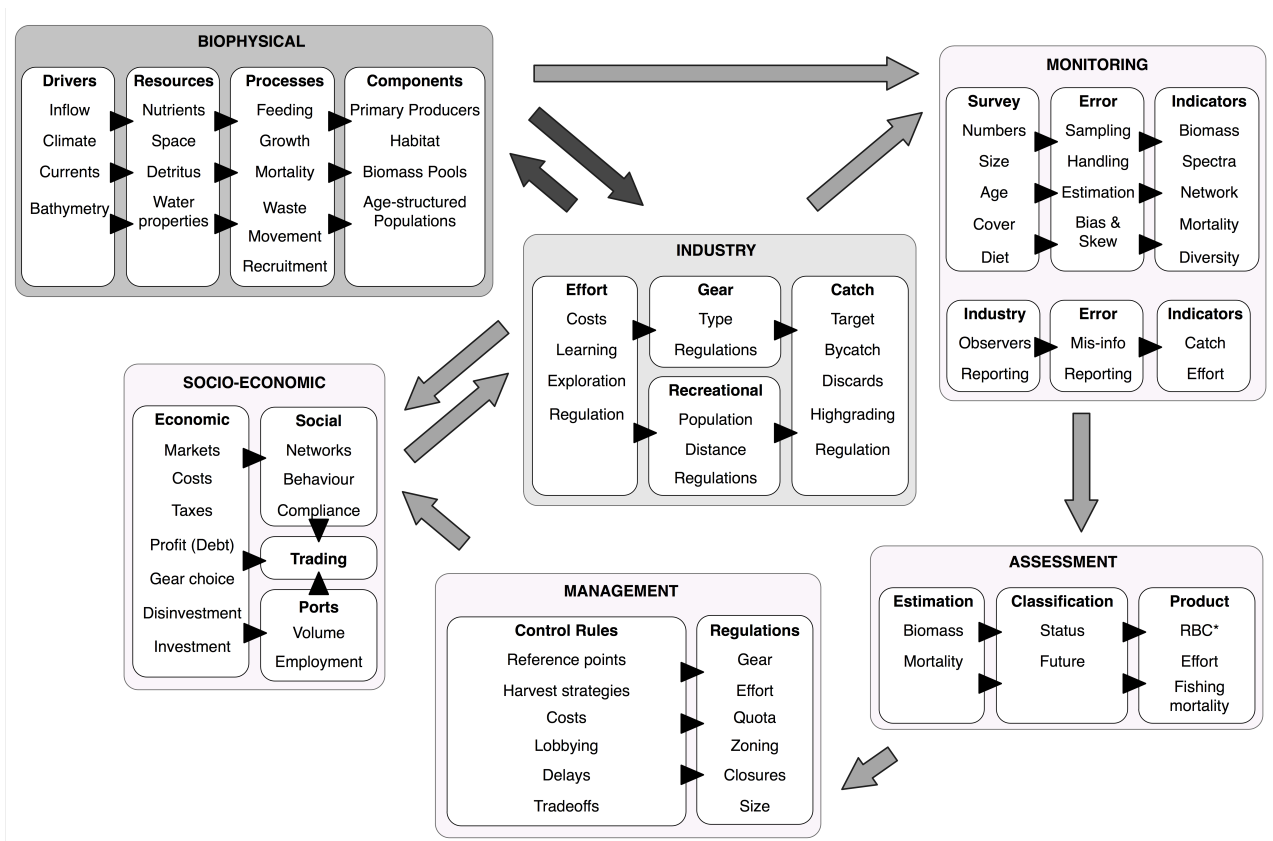 BIOPHYSICAL
Drivers
Inflow
Climate
Currents
Bathymetry
Resources
Nutrients
Space
Detritus
Water
properties
Processes
Feeding
Growth
Mortality
Waste
Movement
Recruitment
Components
Primary Producers
Habitat
Biomass Pools
Age-structured
Populations
MONITORING
Survey
Numbers
Size
Age
Cover
Diet
Error
Sampling
Handling
Estimation
Bias &
Skew
Indicators
Biomass
Spectra
Network
Mortality
Diversity
Industry
Observers
Reporting
Error
Mis-info
Reporting
Indicators
Catch
Effort
INDUSTRY
Effort
Costs
Learning
Exploration
Regulation
Gear
Type
Regulations
Recreational
Population
Distance
Regulations
Catch
Target
Bycatch
Discards
Highgrading
Regulation
SOCIO-ECONOMIC
Economic
Markets
Costs
Taxes
Profit (Debt)
Gear choice
Disinvestment
Investment
Social
Networks
Behaviour
Compliance
Trading
Ports
Volume
Employment
MANAGEMENT
Control Rules
Reference points
Harvest strategies
Costs
Lobbying
Delays
Tradeoffs
Regulations
Gear
Effort
Quota
Zoning
Closures
Size
ASSESSMENT
Estimation
Biomass
Mortality
Classification
Status
Future
Product
RBC*
Effort
Fishing
mortality